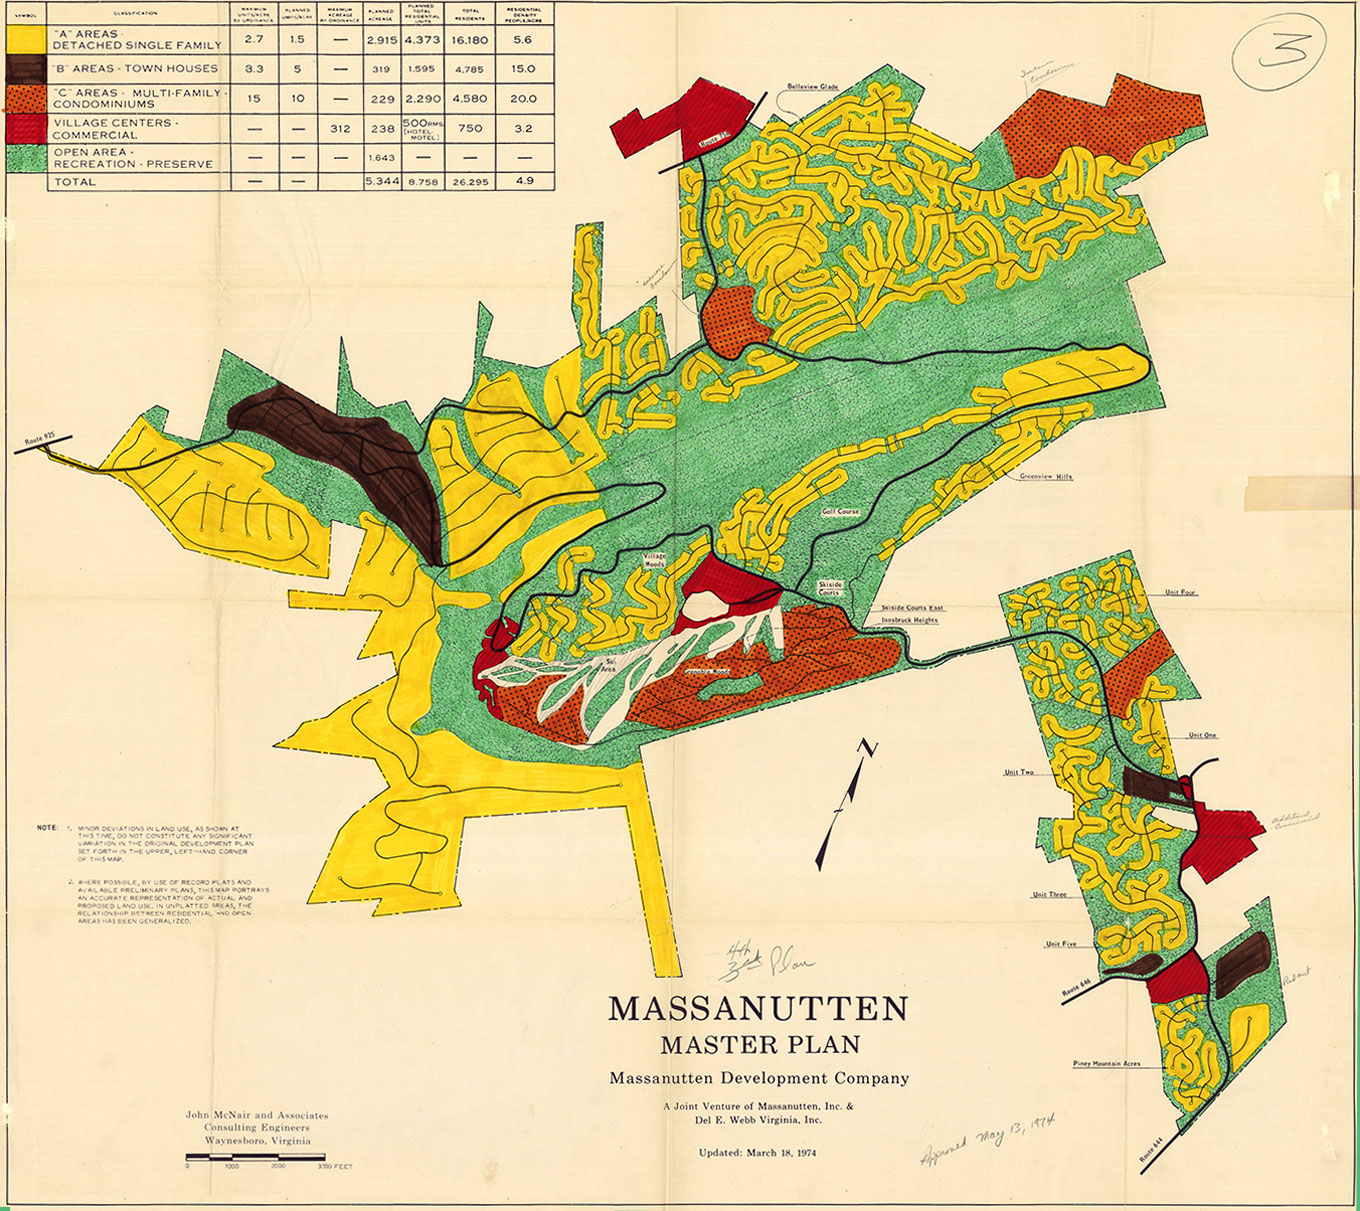 SYMBOL CLASSIFICATION MAXIMUM UNITS/ACRE BY ORDINANCE PLANNED UNITS/ACRE MAXIMUM ACREAGE BY ORDINANCE PLANNED ACREAGE PLANNED TOTAL RESIDENTIAL UNITS TOTAL RESIDENTS RESIDENTIAL DENSITY PEOPLE/ACRE
"A" AREAS - DETACHED SINGLE FAMILY 2.7 1.5 — 2.915 4.373 16.180 5.6
"B" AREAS - TOWN HOUSES 3.3 5 — 319 1.595 4,785 15.0
"C" AREAS - MULTI-FAMILY - CONDOMINIUMS 15 10 — 229 2.290 4,580 20.0
VILLAGE CENTERS - COMMERCIAL — — 312 238 500RMS. (HOTEL-MOTEL) 750 3.2
OPEN AREA - RECREATION - PRESERVE — — — 1.643 — — —
TOTAL — — 5.344 8.758 26.295 4.9
3
Belleview Glade
Route 925
Greenview Hills
Golf Course
Village
Woods
Skiside
Courts
Skiside Courts East
Innsbruck Heights
Ski
Area
Unit Four
Unit One
Unit Two
Additional
Commercial
Unit Three
Unit Five
Route 646
Piney Mountain Acres
Route 644
N
NOTE: 1. MINOR DEVIATIONS IN LAND USE, AS SHOWN AT
THIS TIME, DO NOT CONSTITUTE ANY SIGNIFICANT
VARIATION IN THE ORIGINAL DEVELOPMENT PLAN
SET FORTH IN THE UPPER, LEFT-HAND CORNER
OF THIS MAP.
2. WHERE POSSIBLE, BY USE OF RECORD PLATS AND
AVAILABLE PRELIMINARY PLANS, THIS MAP PORTRAYS
AN ACCURATE REPRESENTATION OF ACTUAL AND
PROPOSED LAND USE. IN UNPLATTED AREAS, THE
RELATIONSHIP BETWEEN RESIDENTIAL AND OPEN
AREAS HAS BEEN GENERALIZED.
4th
3rd Plan
MASSANUTTEN
MASTER PLAN
Massanutten Development Company
A Joint Venture of Massanutten, Inc. &
Del E. Webb Virginia, Inc.
Updated: March 18, 1974
Approved May 13, 1974
John McNair and Associates
Consulting Engineers
Waynesboro, Virginia
0 1000 2000 3000 FEET